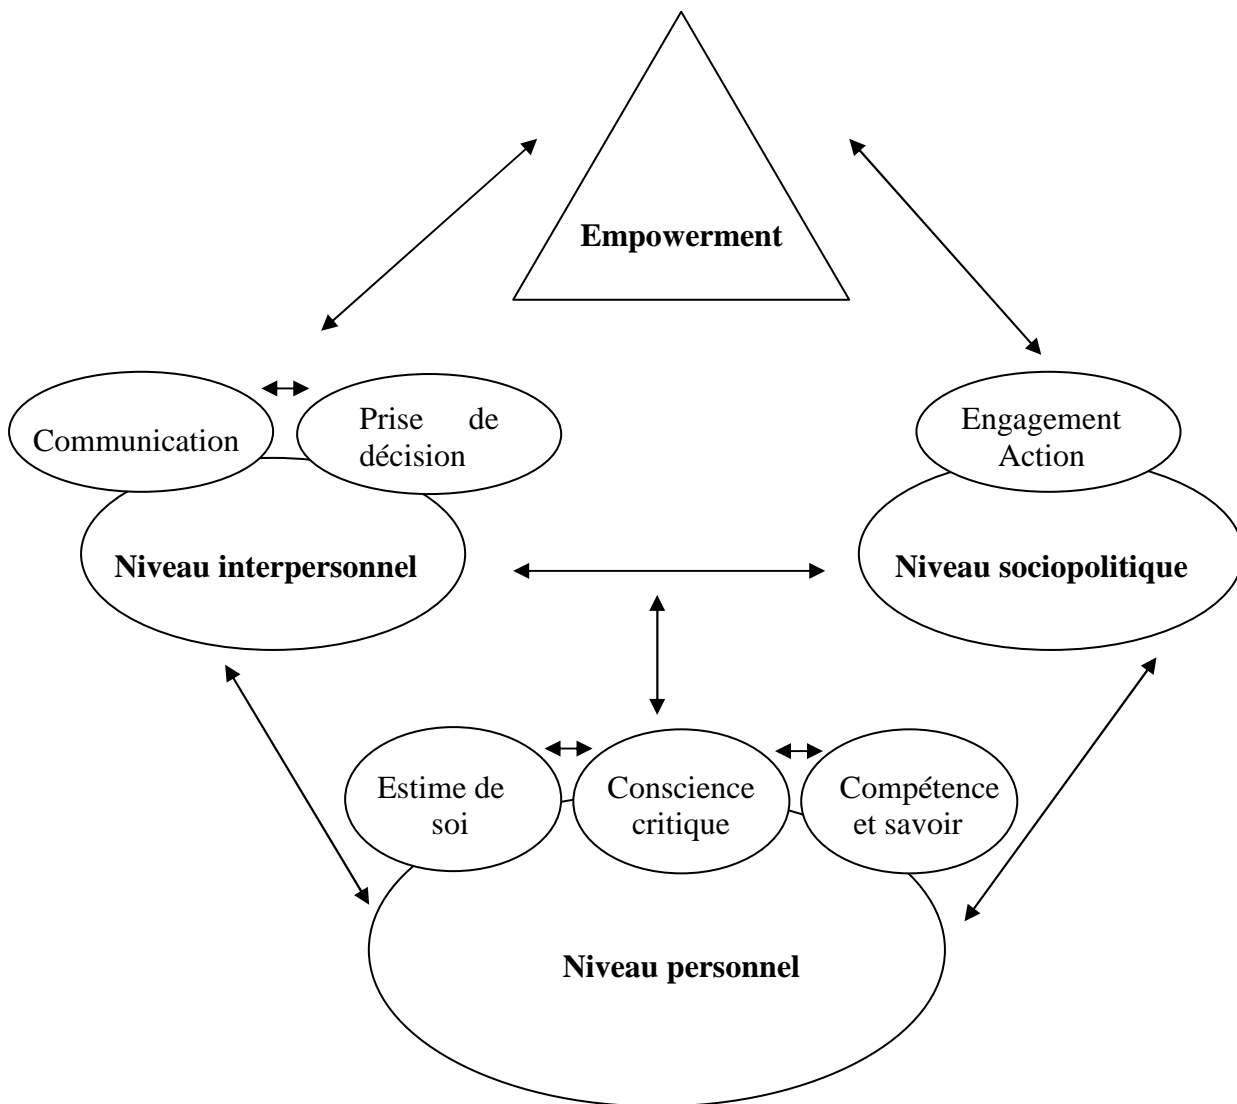 Empowerment
Communication
Prise de
décision
Engagement
Action
Niveau interpersonnel
Niveau sociopolitique
Estime de
soi
Conscience
critique
Compétence
et savoir
Niveau personnel